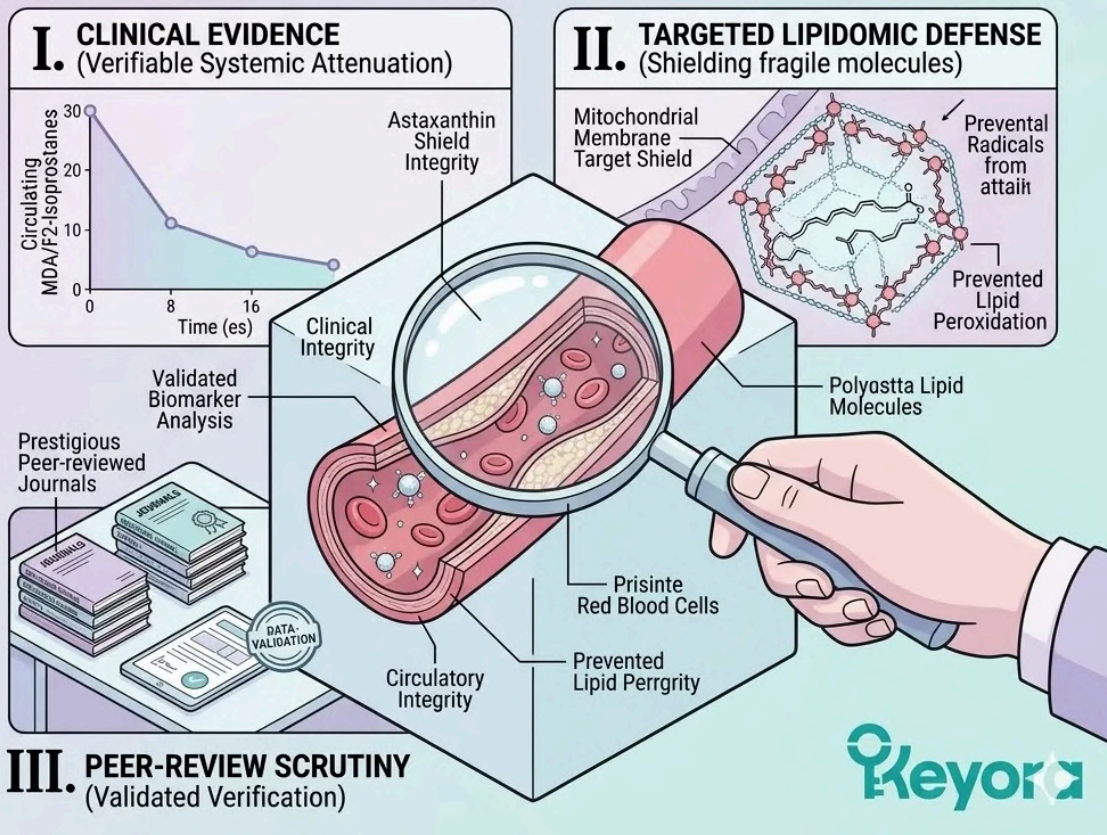 I. CLINICAL EVIDENCE
(Verifiable Systemic Attenuation)
Circulating
MDA/F2-Isoprostanes
30
20
10
0
0
8
16
Time (es)
Astaxanthin
Shield
Integrity
II. TARGETED LIPIDOMIC DEFENSE
(Shielding fragile molecules)
Mitochondrial
Membrane
Target Shield
Prevental
Radicals
from
Prevented
LIpid
Peroxidation
Clinical
Integrity
Validated
Biomarker
Analysis
Polyɑstta Lipid
Molecules
Prestigious
Peer-reviewed
Journals
DATA-
VALIDATION
Prisinte
Red Blood Cells
Prevented
Lipid Perrgrity
Circulatory
Integrity
III. PEER-REVIEW SCRUTINY
(Validated Verification)
Keyora